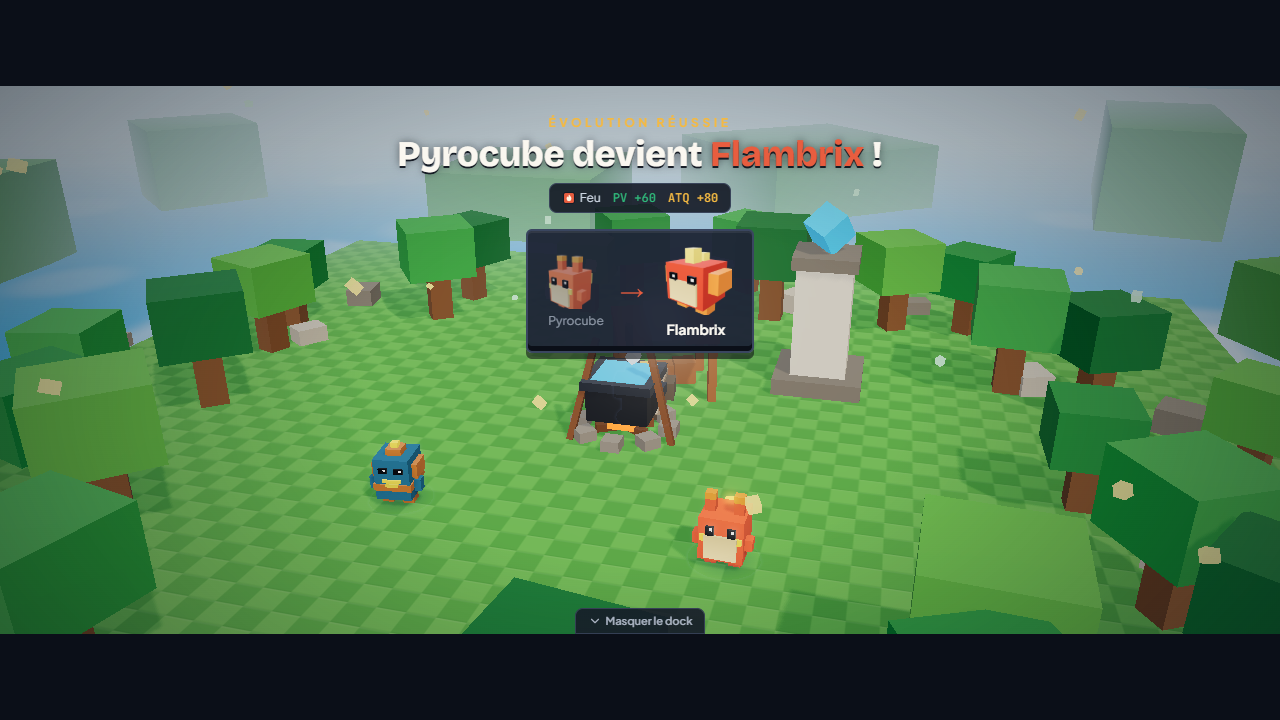 ÉVOLUTION RÉUSSIE
Pyrocube devient Flambrix !
Feu PV +60 ATQ +80
Pyrocube → Flambrix
Masquer le dock